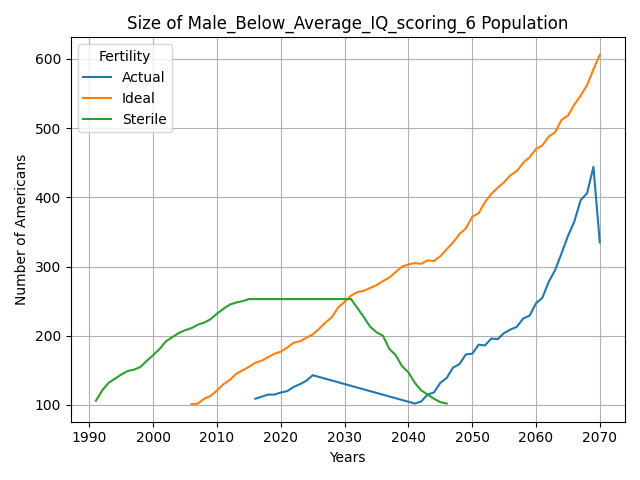 Size of Male_Below_Average_IQ_scoring_6 Population
Fertility
Actual
Ideal
Sterile
Number of Americans
600
500
400
300
200
100
1990 2000 2010 2020 2030 2040 2050 2060 2070
Years